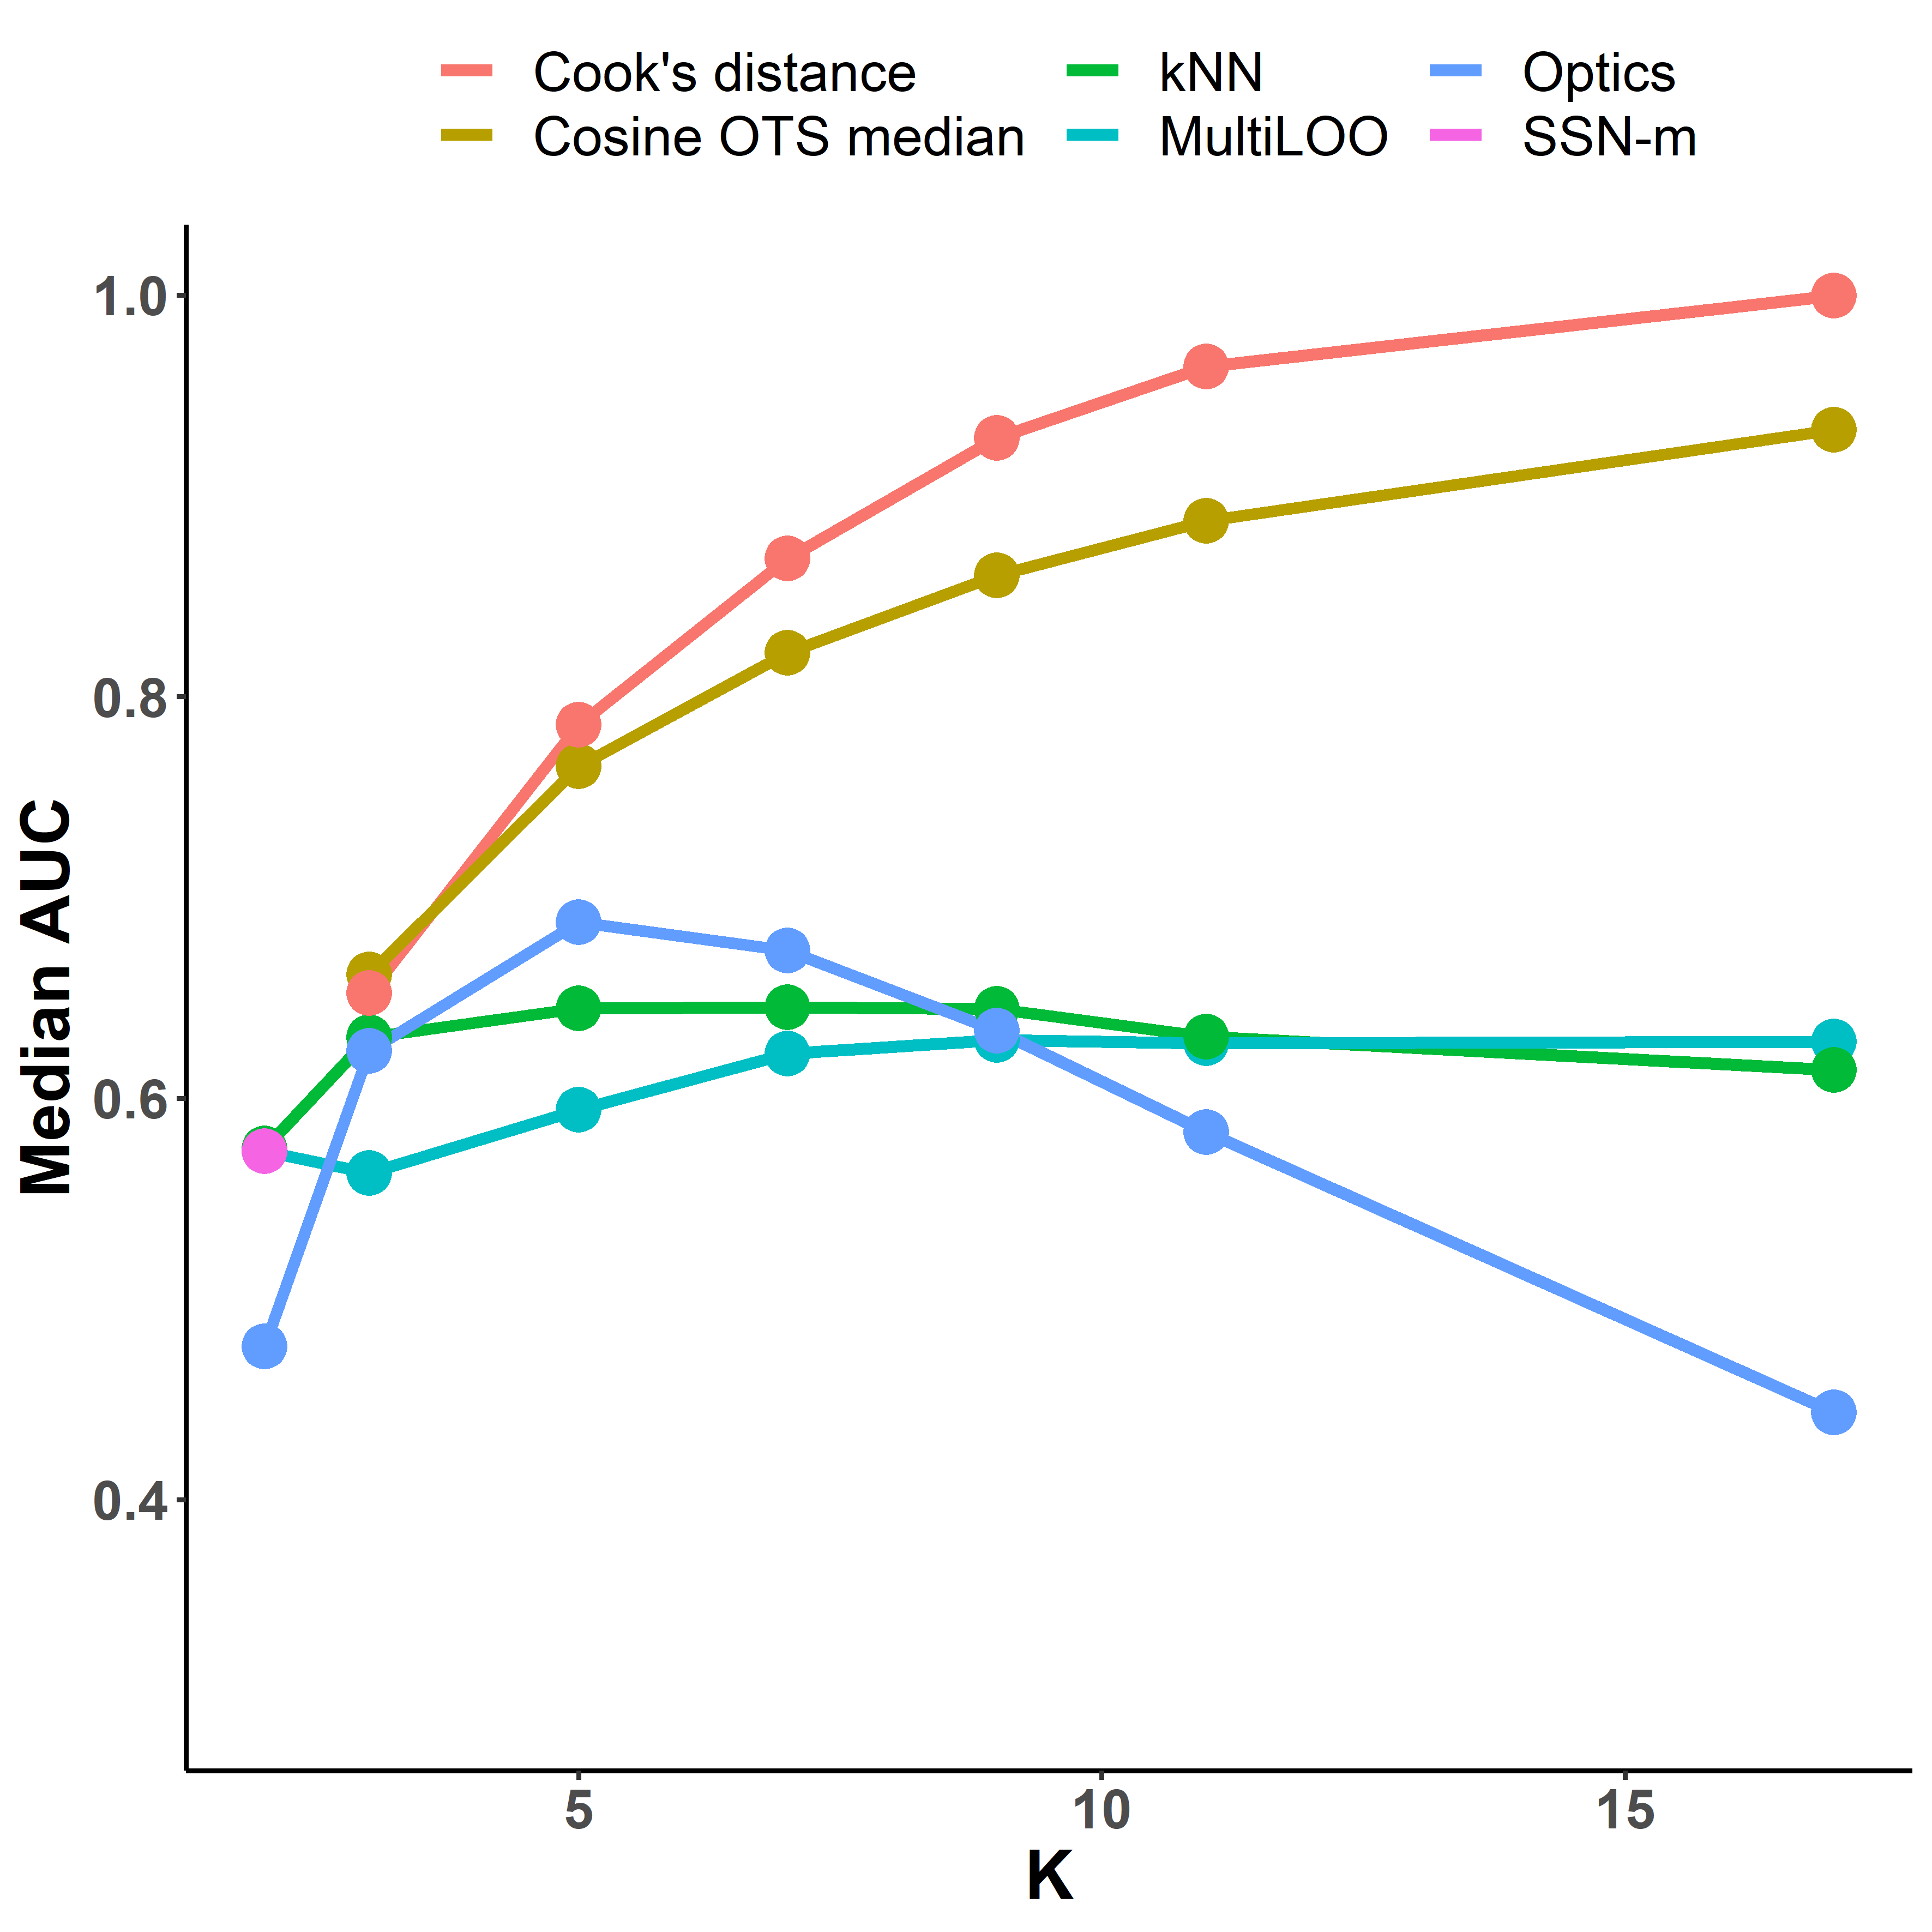 Cook's distance kNN Optics
Cosine OTS median MultiLOO SSN-m
1.0
0.8
0.6
0.4
Median AUC
5 10 15
K